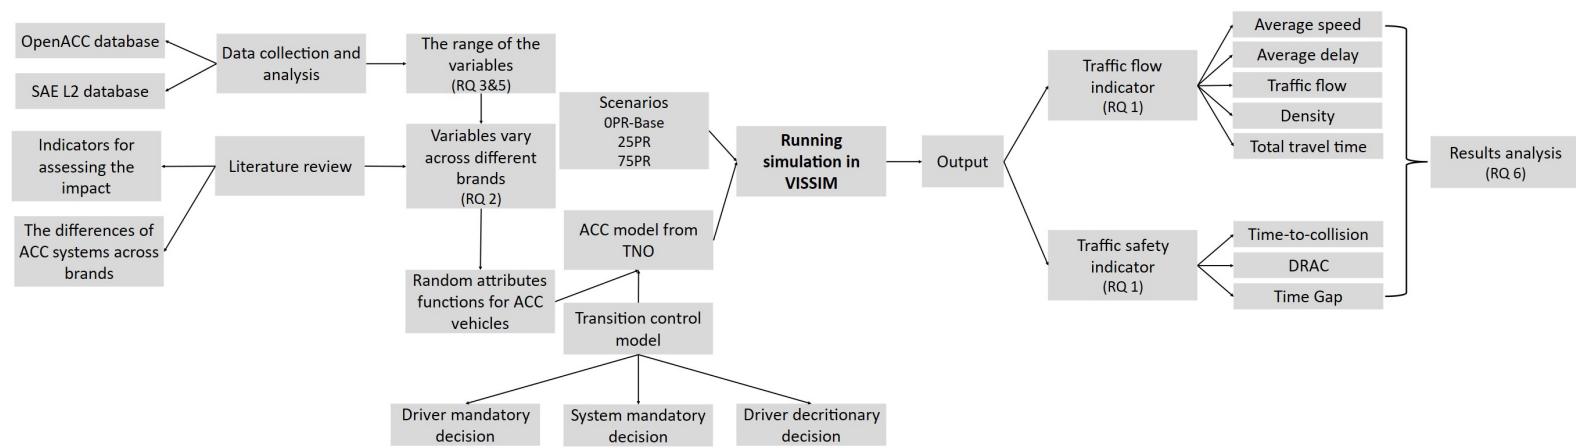 OpenACC database
SAE L2 database
Data collection and
analysis
The range of the
variables
(RQ 3&5)
Indicators for
assessing the
impact
The differences of
ACC systems across
brands
Literature review
Variables vary
across different
brands
(RQ 2)
Random attributes
functions for ACC
vehicles
Scenarios
0PR-Base
25PR
75PR
ACC model from
TNO
Transition control
model
Driver mandatory
decision
System mandatory
decision
Driver decritionary
decision
Running
simulation in
VISSIM
Output
Traffic flow
indicator
(RQ 1)
Average speed
Average delay
Traffic flow
Density
Total travel time
Traffic safety
indicator
(RQ 1)
Time-to-collision
DRAC
Time Gap
Results analysis
(RQ 6)